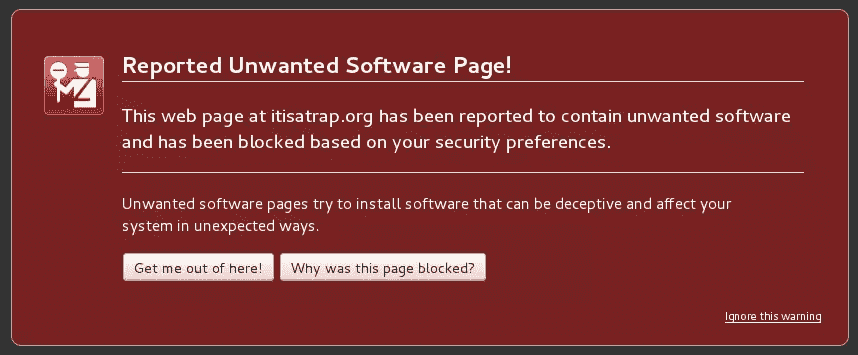 Reported Unwanted Software Page!
This web page at itisatrap.org has been reported to contain unwanted software
and has been blocked based on your security preferences.
Unwanted software pages try to install software that can be deceptive and affect your
system in unexpected ways.
Get me out of here! Why was this page blocked?
Ignore this warning